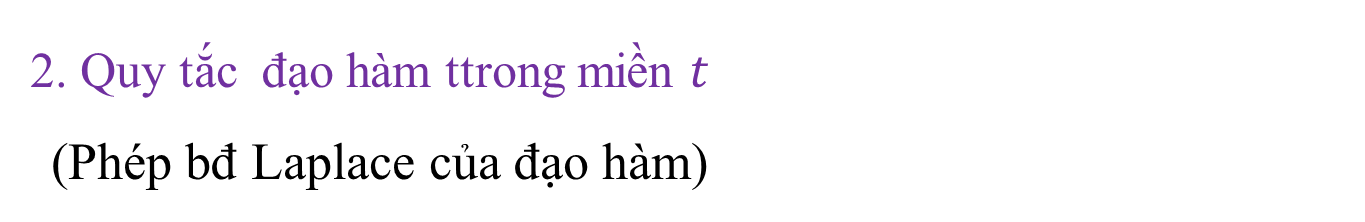 2. Quy tắc  đạo hàm ttrong miền t
(Phép bđ Laplace của đạo hàm)